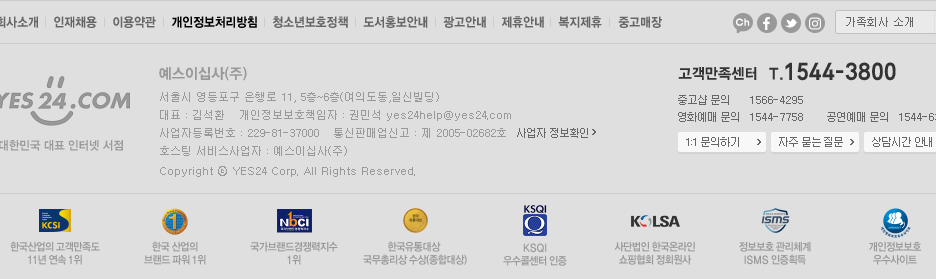 회사소개 인재채용 이용약관 개인정보처리방침 청소년보호정책 도서홍보안내 광고안내 제휴안내 복지제휴 중고매장
Ch
가족회사 소개
YES24.COM
대한민국 대표 인터넷 서점
예스이십사(주)
서울시 영등포구 은행로 11, 5층~6층(여의도동,일신빌딩)
대표 : 김석환 개인정보보호책임자 : 권민석 yes24help@yes24.com
사업자등록번호 : 229-81-37000 통신판매업신고 : 제 2005-02682호 사업자 정보확인 >
호스팅 서비스사업자 : 예스이십사(주)
Copyright ⓒ YES24 Corp. All Rights Reserved.
고객만족센터 T.1544-3800
중고샵 문의 1566-4295
영화예매 문의 1544-7758 공연예매 문의 1544-63
1:1 문의하기 > 자주 묻는 질문 > 상담시간 안내
KCSI
한국산업의 고객만족도
11년 연속 1위
1
한국 산업의
브랜드 파워 1위
NBCI
국가브랜드경쟁력지수
1위
한국유통대상
국무총리상 수상(종합대상)
KSQI
KSQI
우수콜센터 인증
KOLSA
사단법인 한국온라인
쇼핑협회 정회원사
ISMS
정보보호 관리체계
ISMS 인증획득
개인정보보호
우수사이트